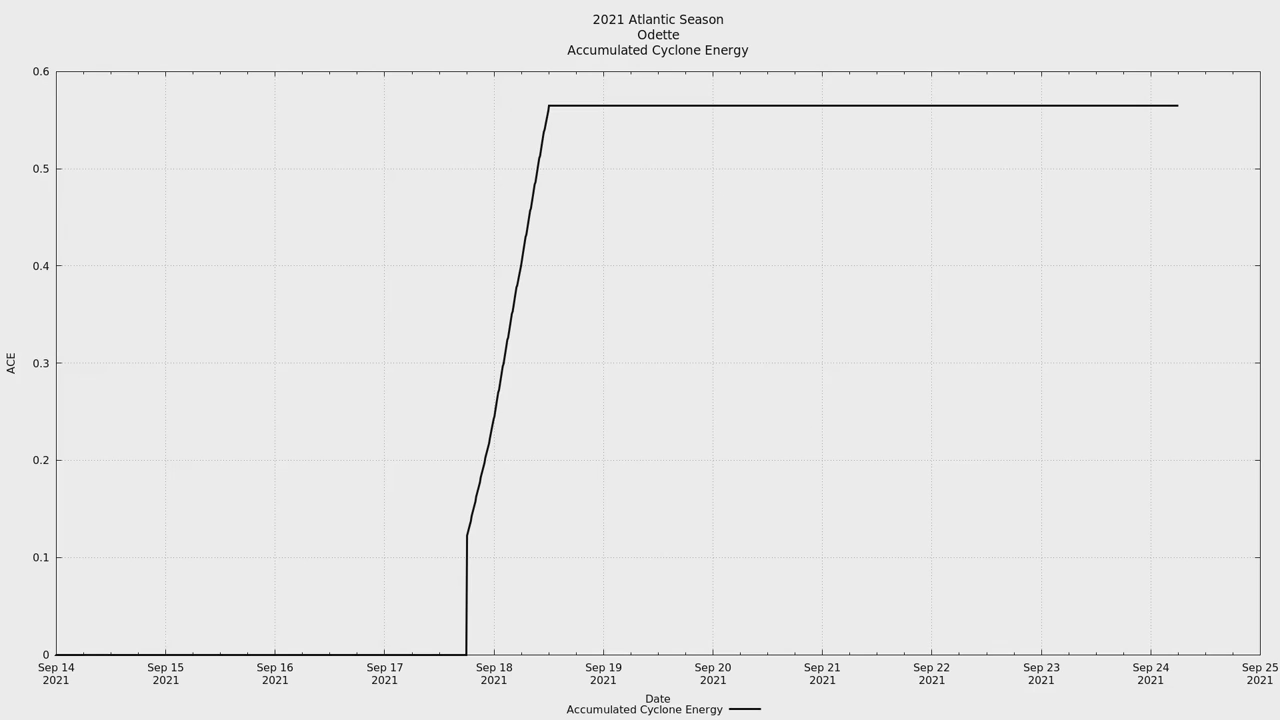 2021 Atlantic Season
Odette
Accumulated Cyclone Energy
0.6
0.5
0.4
0.3
0.2
0.1
0
ACE
Sep 14 Sep 15 Sep 16 Sep 17 Sep 18 Sep 19 Sep 20 Sep 21 Sep 22 Sep 23 Sep 24 Sep 25
2021 2021 2021 2021 2021 2021 2021 2021 2021 2021 2021 2021
Date
Accumulated Cyclone Energy